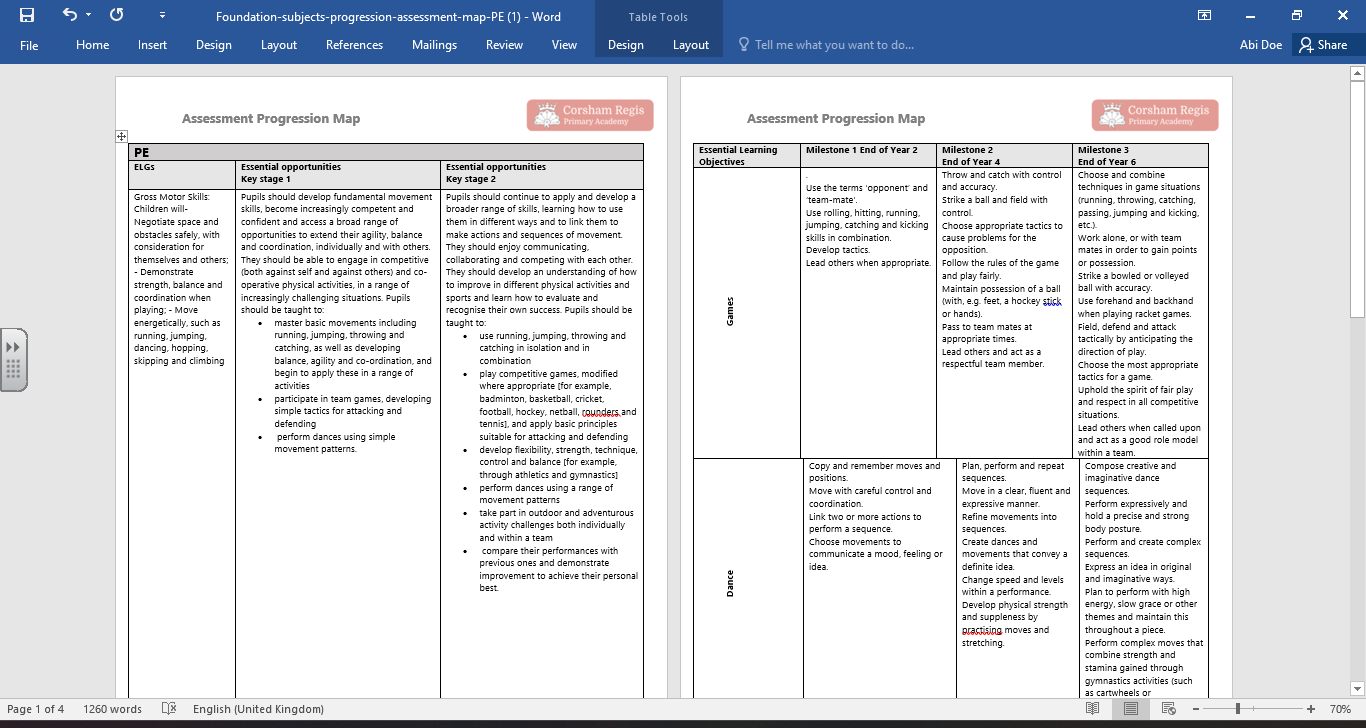 Foundation-subjects-progression-assessment-map-PE (1) - Word
Table Tools
File
Home
Insert
Design
Layout
References
Mailings
Review
View
Design
Layout
Tell me what you want to do...
Abi Doe
Share
Assessment Progression Map
Corsham Regis
Primary Academy
PE
ELGs
Essential opportunities
Key stage 1
Essential opportunities
Key stage 2
Gross Motor Skills:
Children will-
Negotiate space and
obstacles safely, with
consideration for
themselves and others;
- Demonstrate
strength, balance and
coordination when
playing; - Move
energetically, such as
running, jumping,
dancing, hopping,
skipping and climbing
Pupils should develop fundamental movement
skills, become increasingly competent and
confident and access a broad range of
opportunities to extend their agility, balance
and coordination, individually and with others.
They should be able to engage in competitive
(both against self and against others) and co-
operative physical activities, in a range of
increasingly challenging situations. Pupils
should be taught to:
• master basic movements including
running, jumping, throwing and
catching, as well as developing
balance, agility and co-ordination, and
begin to apply these in a range of
activities
• participate in team games, developing
simple tactics for attacking and
defending
• perform dances using simple
movement patterns.
Pupils should continue to apply and develop a
broader range of skills, learning how to use
them in different ways and to link them to
make actions and sequences of movement.
They should enjoy communicating,
collaborating and competing with each other.
They should develop an understanding of how
to improve in different physical activities and
sports and learn how to evaluate and
recognise their own success. Pupils should be
taught to:
• use running, jumping, throwing and
catching in isolation and in
combination
• play competitive games, modified
where appropriate [for example,
badminton, basketball, cricket,
football, hockey, netball, rounders and
tennis], and apply basic principles
suitable for attacking and defending
• develop flexibility, strength, technique,
control and balance [for example,
through athletics and gymnastics]
• perform dances using a range of
movement patterns
• take part in outdoor and adventurous
activity challenges both individually
and within a team
• compare their performances with
previous ones and demonstrate
improvement to achieve their personal
best.
Assessment Progression Map
Corsham Regis
Primary Academy
Essential Learning
Objectives
Milestone 1 End of Year 2
Milestone 2
End of Year 4
Milestone 3
End of Year 6
Games
.
Use the terms 'opponent' and
'team-mate'.
Use rolling, hitting, running,
jumping, catching and kicking
skills in combination.
Develop tactics.
Lead others when appropriate.
Throw and catch with control
and accuracy.
Strike a ball and field with
control.
Choose appropriate tactics to
cause problems for the
opposition.
Follow the rules of the game
and play fairly.
Maintain possession of a ball
(with, e.g. feet, a hockey stick
or hands).
Pass to team mates at
appropriate times.
Lead others and act as a
respectful team member.
Choose and combine
techniques in game situations
(running, throwing, catching,
passing, jumping and kicking,
etc.).
Work alone, or with team
mates in order to gain points
or possession.
Strike a bowled or volleyed
ball with accuracy.
Use forehand and backhand
when playing racket games.
Field, defend and attack
tactically by anticipating the
direction of play.
Choose the most appropriate
tactics for a game.
Uphold the spirit of fair play
and respect in all competitive
situations.
Lead others when called upon
and act as a good role model
within a team.
Dance
Copy and remember moves and
positions.
Move with careful control and
coordination.
Link two or more actions to
perform a sequence.
Choose movements to
communicate a mood, feeling or
idea.
Plan, perform and repeat
sequences.
Move in a clear, fluent and
expressive manner.
Refine movements into
sequences.
Create dances and
movements that convey a
definite idea.
Change speed and levels
within a performance.
Develop physical strength
and suppleness by
practising moves and
stretching.
Compose creative and
imaginative dance
sequences.
Perform expressively and
hold a precise and strong
body posture.
Perform and create complex
sequences.
Express an idea in original
and imaginative ways.
Plan to perform with high
energy, slow grace or other
themes and maintain this
throughout a piece.
Perform complex moves that
combine strength and
stamina gained through
gymnastics activities (such
as cartwheels or
Page 1 of 4
1260 words
English (United Kingdom)
70%